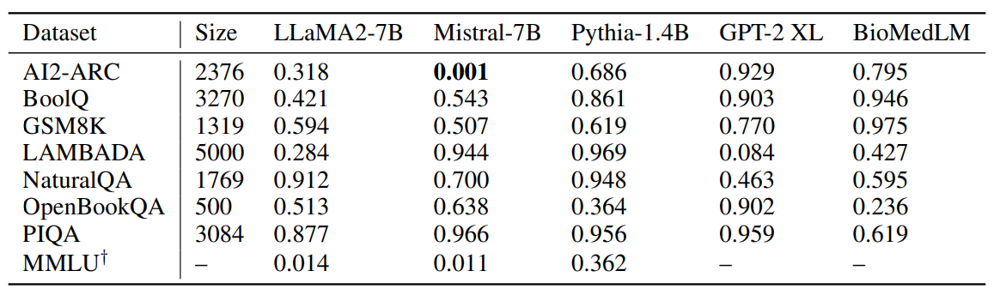 Dataset Size LLaMA2-7B Mistral-7B Pythia-1.4B GPT-2 XL BioMedLM
AI2-ARC 2376 0.318 0.001 0.686 0.929 0.795
BoolQ 3270 0.421 0.543 0.861 0.903 0.946
GSM8K 1319 0.594 0.507 0.619 0.770 0.975
LAMBADA 5000 0.284 0.944 0.969 0.084 0.427
NaturalQA 1769 0.912 0.700 0.948 0.463 0.595
OpenBookQA 500 0.513 0.638 0.364 0.902 0.236
PIQA 3084 0.877 0.966 0.956 0.959 0.619
MMLU† – 0.014 0.011 0.362 – –